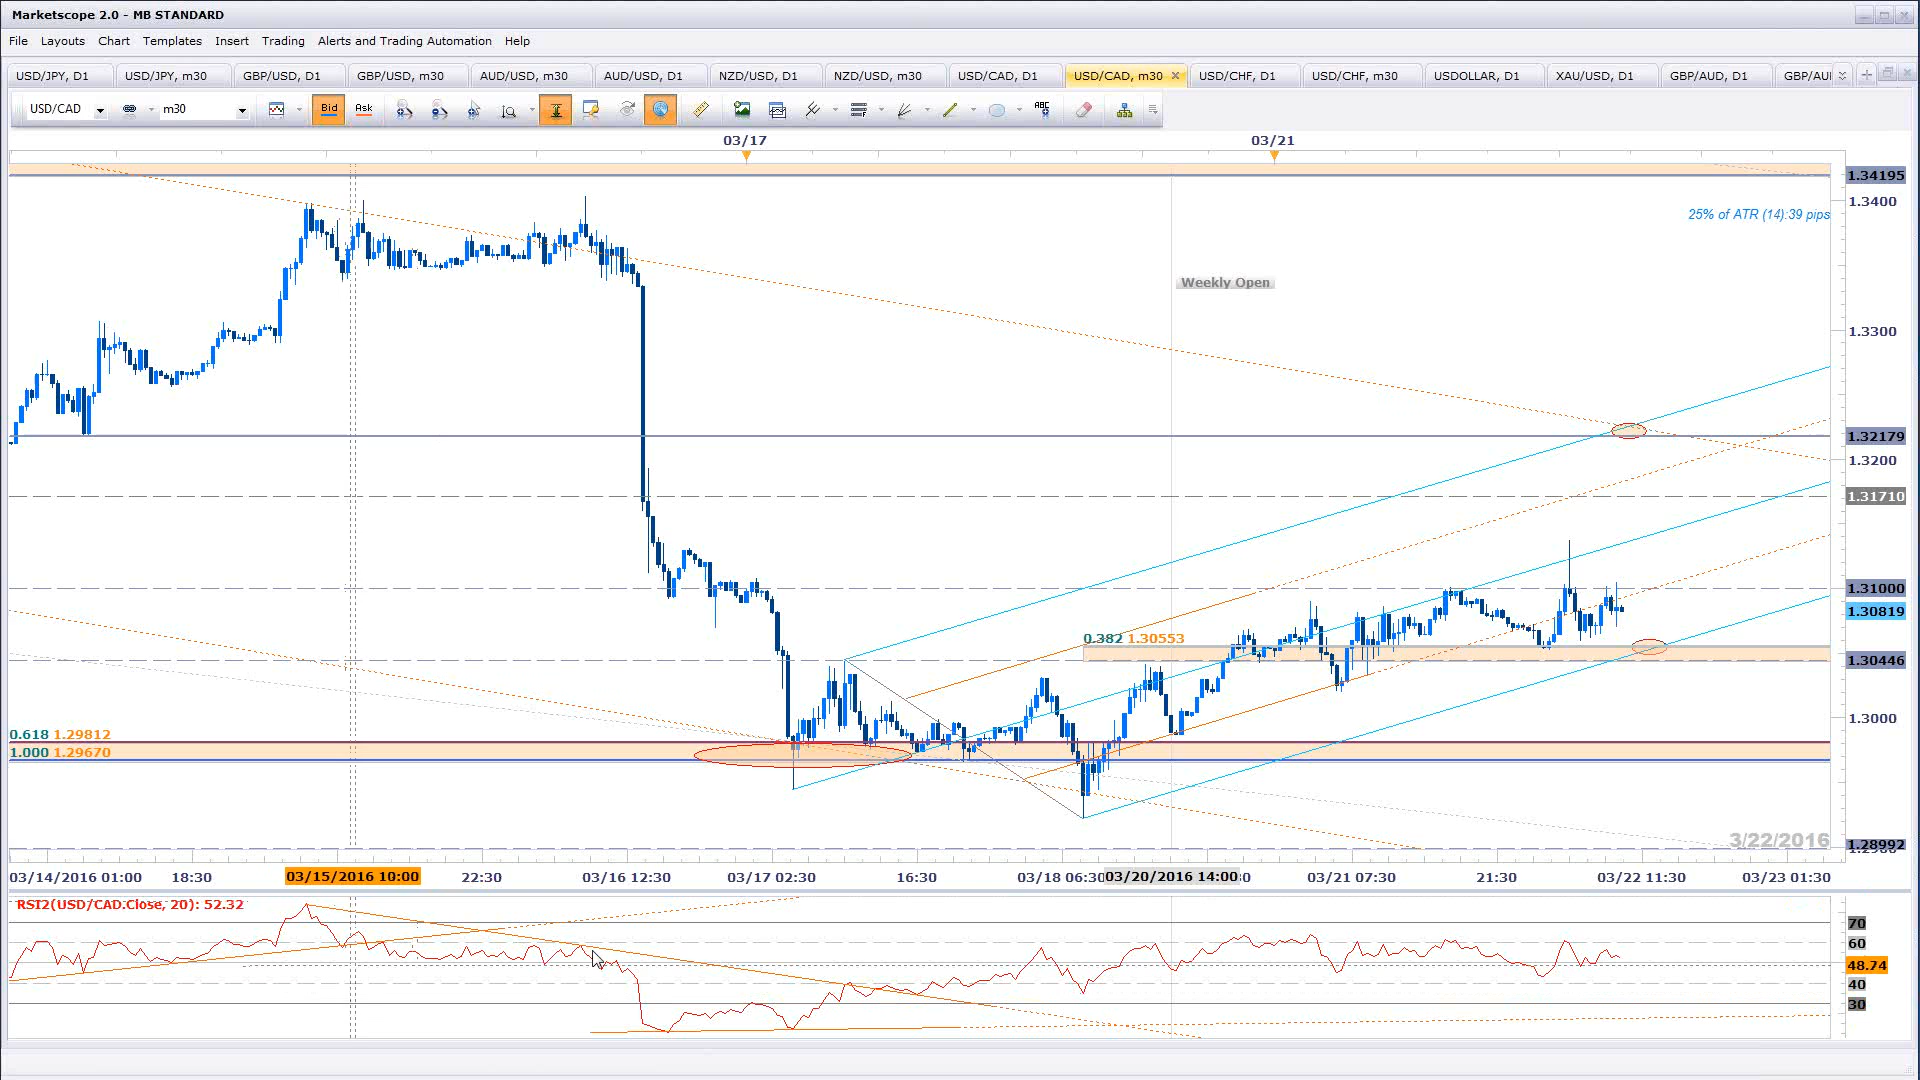 Marketscope 2.0 - MB STANDARD
File Layouts Chart Templates Insert Trading Alerts and Trading Automation Help
USD/JPY, D1 USD/JPY, m30 GBP/USD, D1 GBP/USD, m30 AUD/USD, m30 AUD/USD, D1 NZD/USD, D1 NZD/USD, m30 USD/CAD, D1 USD/CAD, m30 USD/CHF, D1 USD/CHF, m30 USDOLLAR, D1 XAU/USD, D1 GBP/AUD, D1 GBP/AU
USD/CAD m30 Bid Ask ABC
03/17 03/21
1.34195
1.3400
25% of ATR (14):39 pips
Weekly Open
1.3300
1.32179
1.3200
1.31710
1.31000
1.30819
0.382 1.30553
1.30446
1.3000
0.618 1.29812
1.000 1.29670
3/22/2016
1.28992
03/14/2016 01:00 18:30 03/15/2016 10:00 22:30 03/16 12:30 03/17 02:30 16:30 03/18 06:30 03/20/2016 14:00 03/21 07:30 21:30 03/22 11:30 03/23 01:30
RSI2(USD/CAD.Close, 20): 52.32
70
60
48.74
40
30